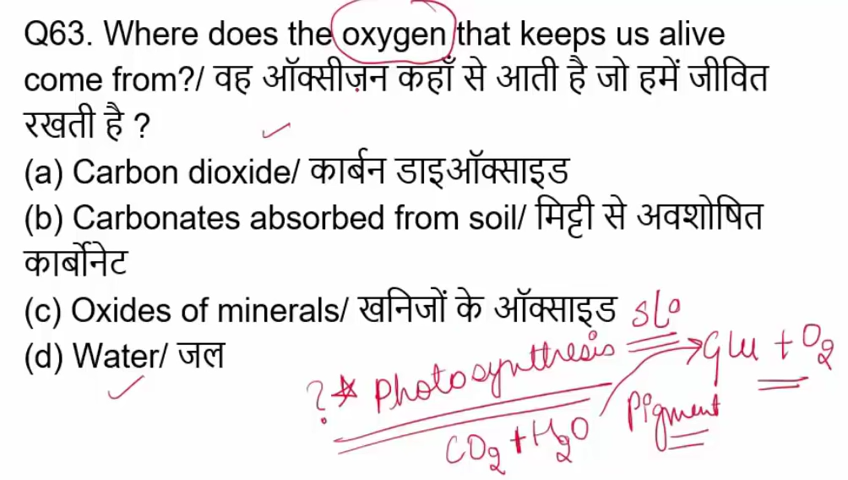 Q63. Where does the oxygen that keeps us alive
come from?/ वह ऑक्सीज़न कहाँ से आती है जो हमें जीवित
रखती है ?
(a) Carbon dioxide/ कार्बन डाइऑक्साइड
(b) Carbonates absorbed from soil/ मिट्टी से अवशोषित
कार्बोनेट
(c) Oxides of minerals/ खनिजों के ऑक्साइड
(d) Water/ जल
? Photosynthesis
Glu + O2
CO2 + H2O
Pigment